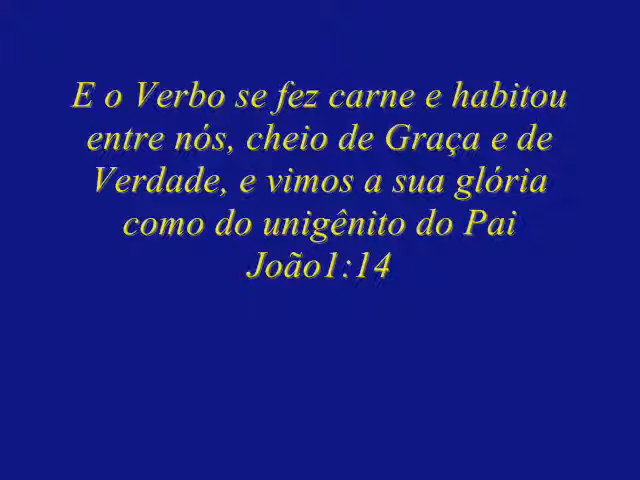 E o Verbo se fez carne e habitou
entre nós, cheio de Graça e de
Verdade, e vimos a sua glória
como do unigênito do Pai
João1:14